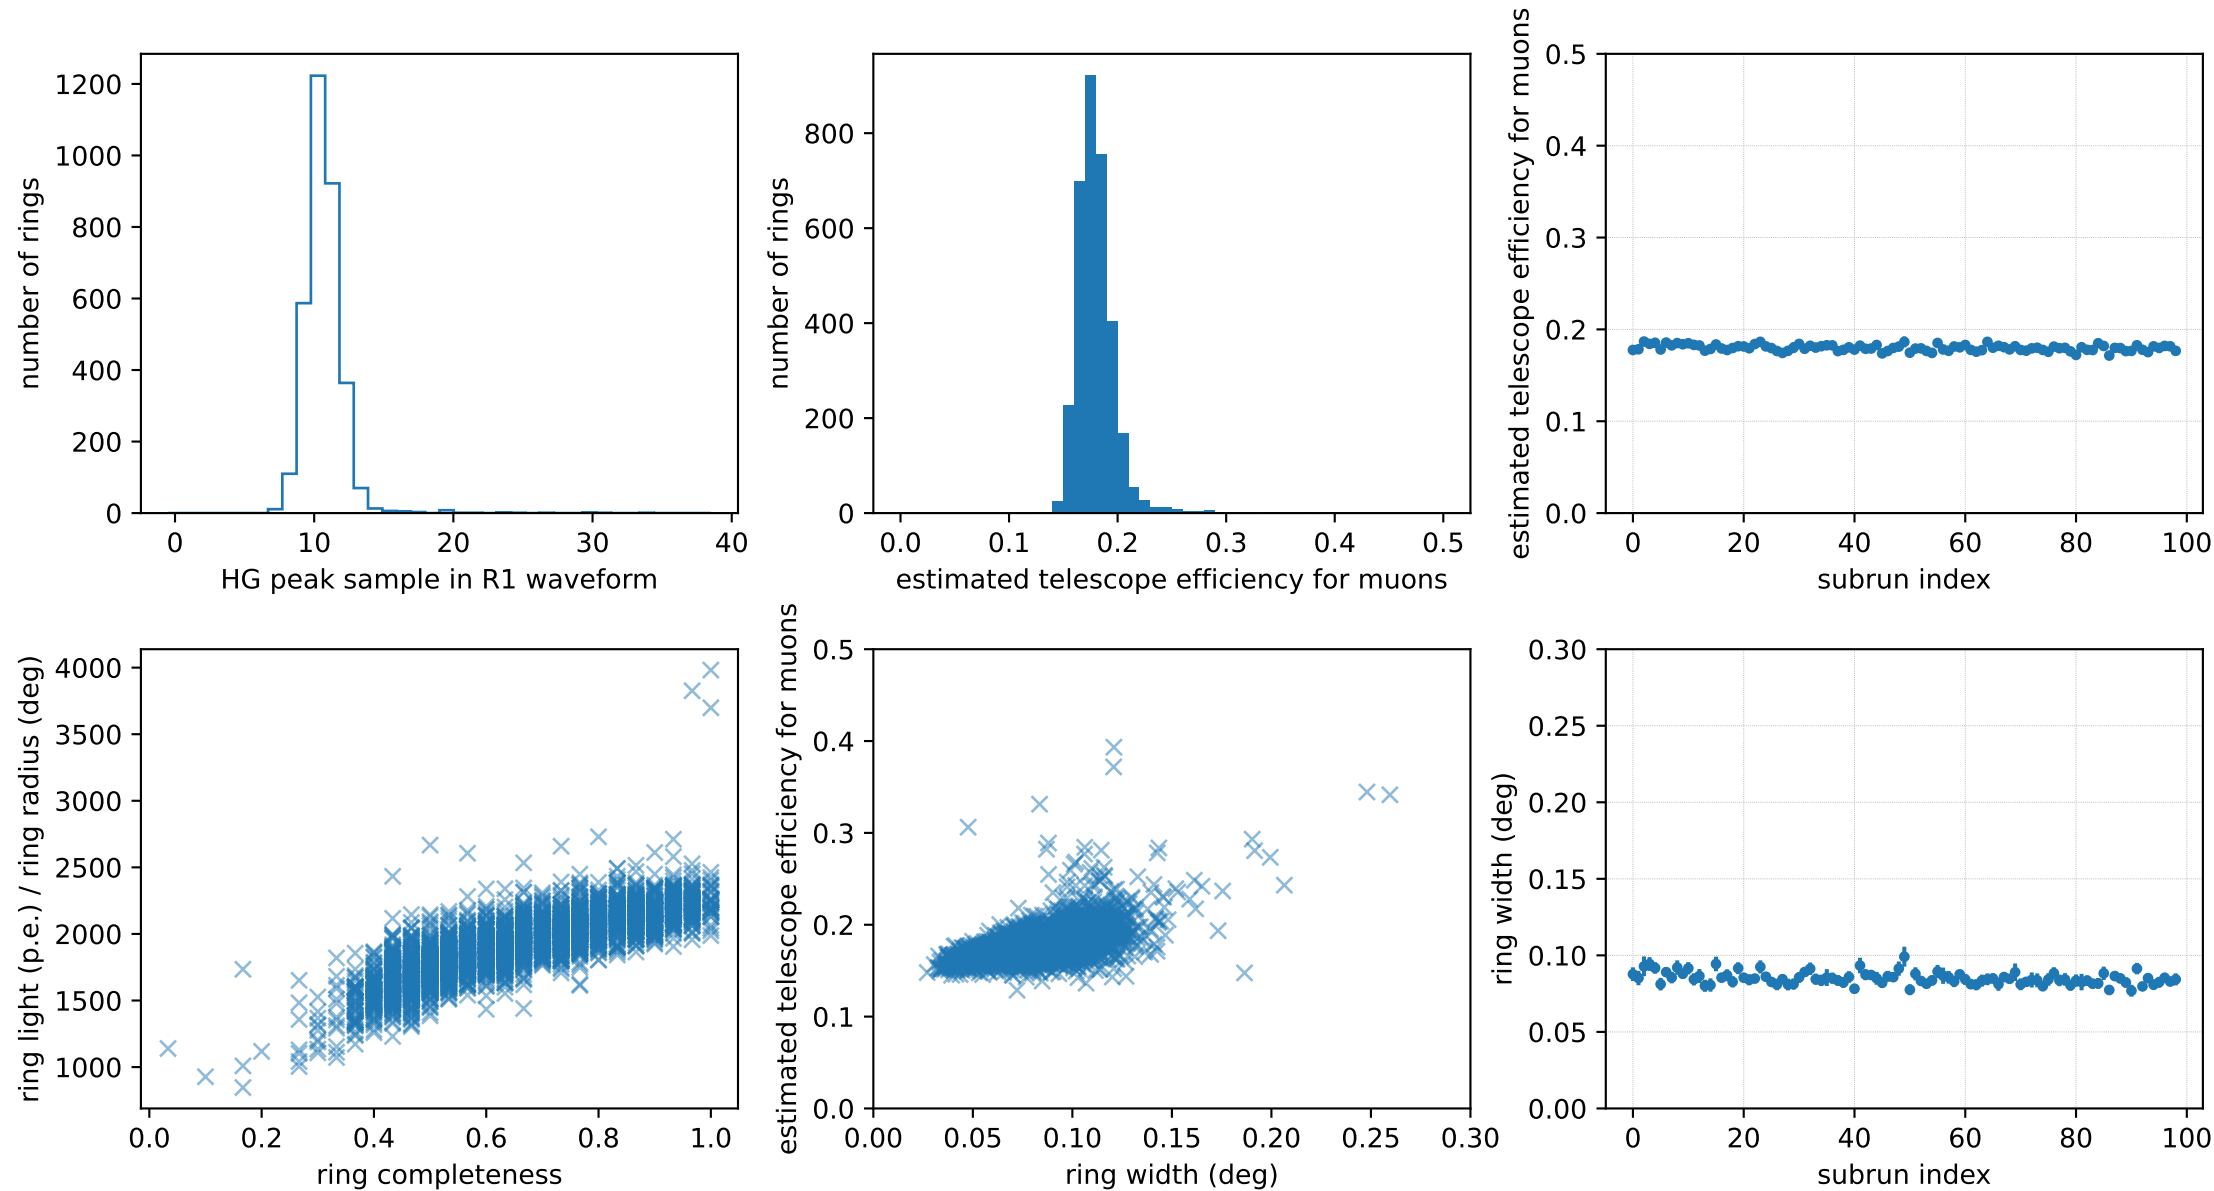 number of rings
1200
1000
800
600
400
200
0
0 10 20 30 40
HG peak sample in R1 waveform
number of rings
800
600
400
200
0
0.0 0.1 0.2 0.3 0.4 0.5
estimated telescope efficiency for muons
estimated telescope efficiency for muons
0.5
0.4
0.3
0.2
0.1
0.0
0 20 40 60 80 100
subrun index
ring light (p.e.) / ring radius (deg)
4000
3500
3000
2500
2000
1500
1000
0.0 0.2 0.4 0.6 0.8 1.0
ring completeness
estimated telescope efficiency for muons
0.5
0.4
0.3
0.2
0.1
0.0
0.00 0.05 0.10 0.15 0.20 0.25 0.30
ring width (deg)
ring width (deg)
0.30
0.25
0.20
0.15
0.10
0.05
0.00
0 20 40 60 80 100
subrun index